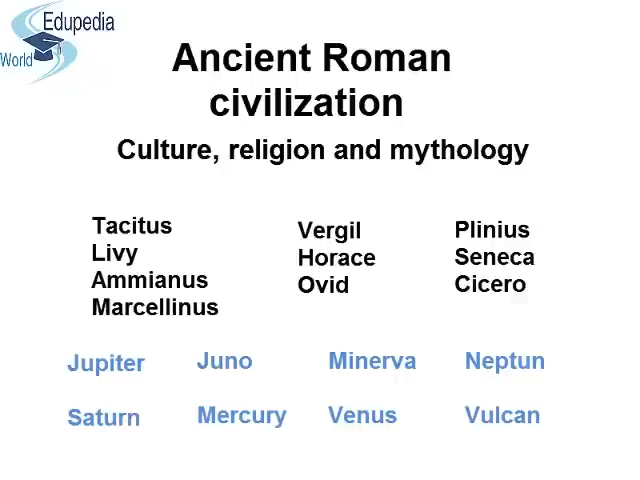 Edupedia
World
Ancient Roman
civilization
Culture, religion and mythology
Tacitus
Livy
Ammianus
Marcellinus
Vergil
Horace
Ovid
Plinius
Seneca
Cicero
Jupiter Juno Minerva Neptun
Saturn Mercury Venus Vulcan